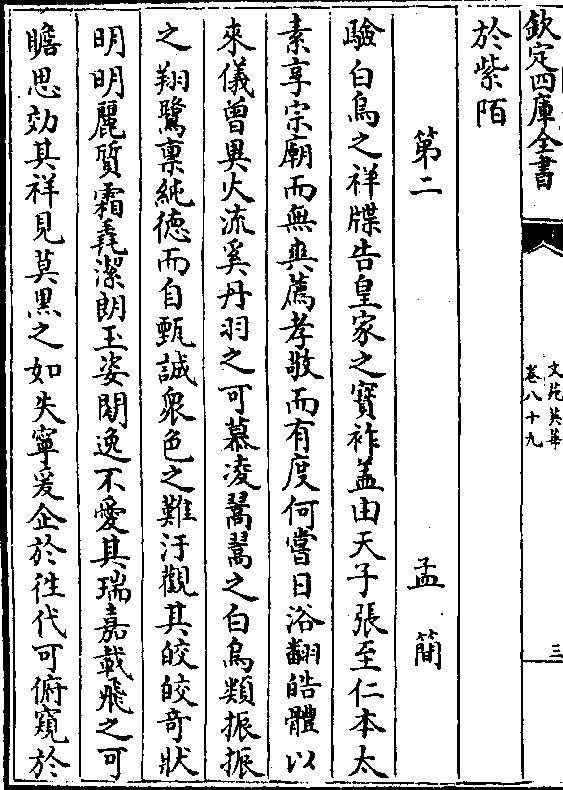 欽定四庫全書
文苑英華
卷八十九
三
於紫陌
第二 孟簡
驗白烏之祥牒告皇家之寳祚盖由天子張至仁本太
素享宗廟而無爽薦孝敬而有度何嘗日浴翻皓體以
來儀曾異火流奚丹羽之可慕凌翯翯之白烏類振振
之翔鷺禀純德而自甄誠衆色之難汙觀其皎皎竒狀
明明麗質霜毳潔朗玉姿閑逸不愛其瑞嘉載飛之可
瞻思効其祥見莫黒之如失寧爰企於徃代可俯窺於